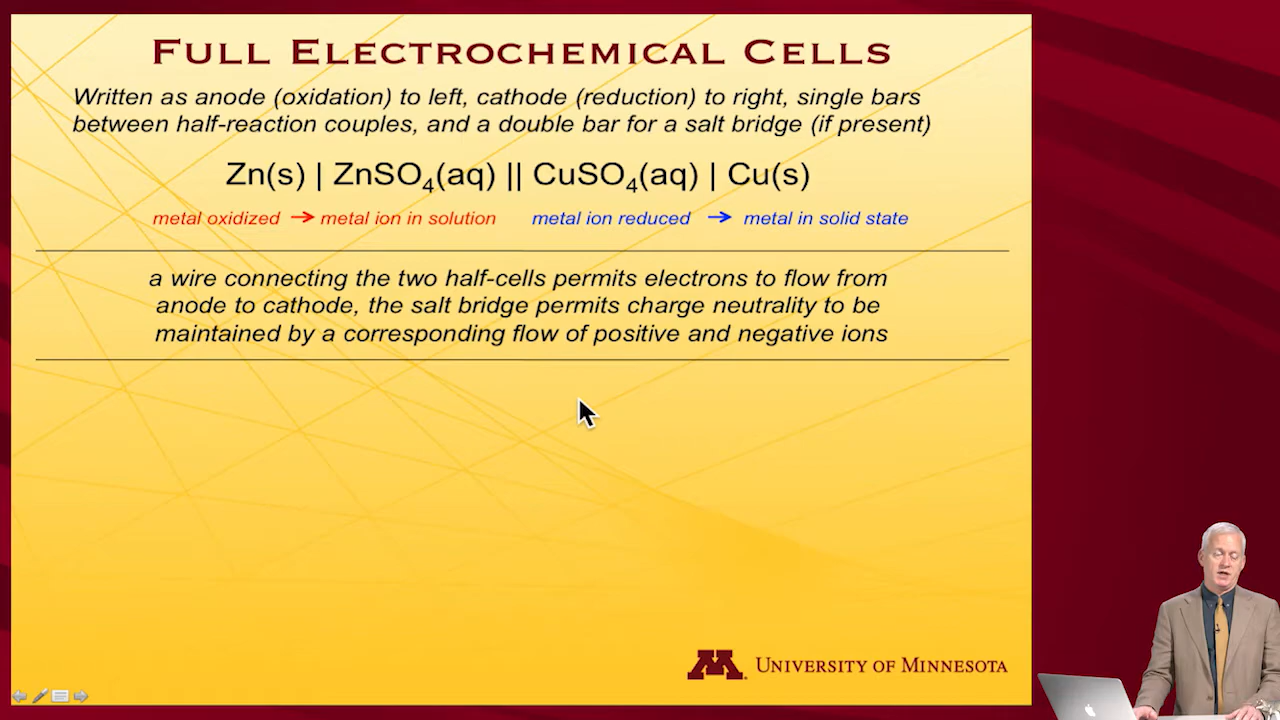 FULL ELECTROCHEMICAL CELLS
Written as anode (oxidation) to left, cathode (reduction) to right, single bars
between half-reaction couples, and a double bar for a salt bridge (if present)
Zn(s) | ZnSO₄(aq) || CuSO₄(aq) | Cu(s)
metal oxidized → metal ion in solution metal ion reduced → metal in solid state
a wire connecting the two half-cells permits electrons to flow from
anode to cathode, the salt bridge permits charge neutrality to be
maintained by a corresponding flow of positive and negative ions
M UNIVERSITY OF MINNESOTA